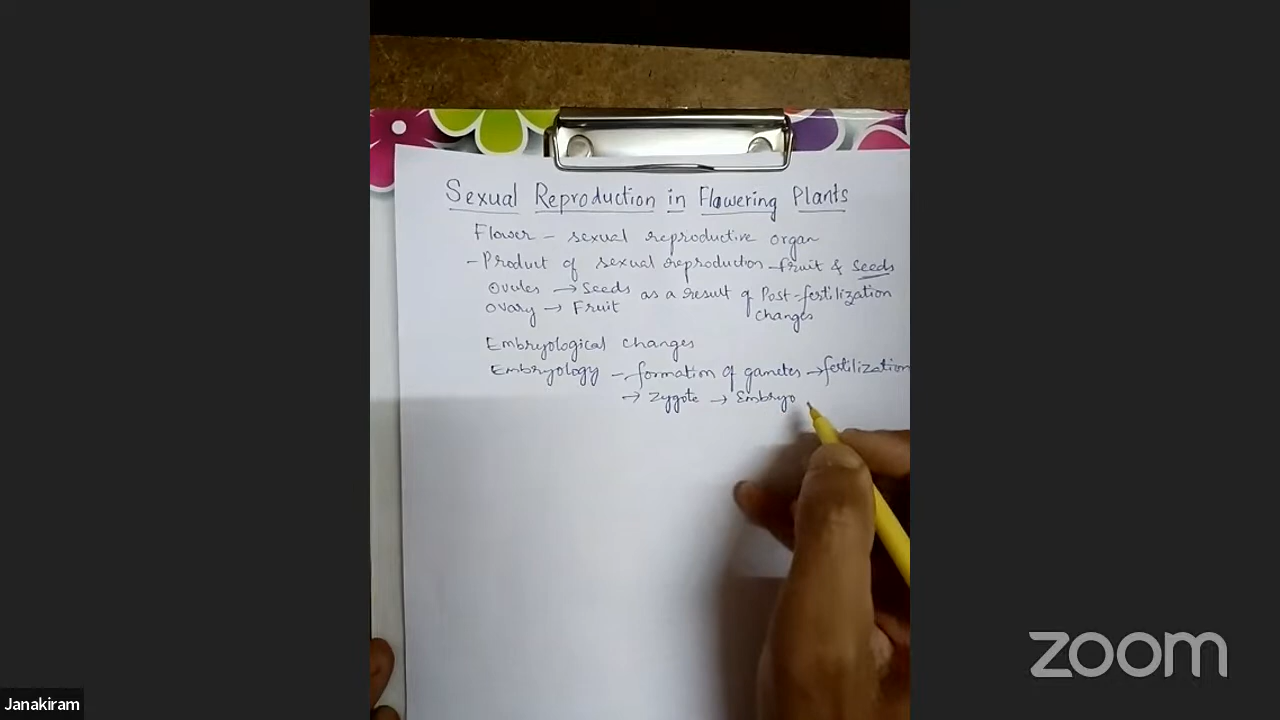 Sexual Reproduction in Flowering Plants
Flower - sexual reproductive organ
- Product of sexual reproduction - fruit & seeds
Ovules → Seeds as a result of Post-fertilization
Ovary → Fruit changes
Embryological changes
Embryology - formation of gametes → fertilization
→ Zygote → Embryo
zoom
Janakiram